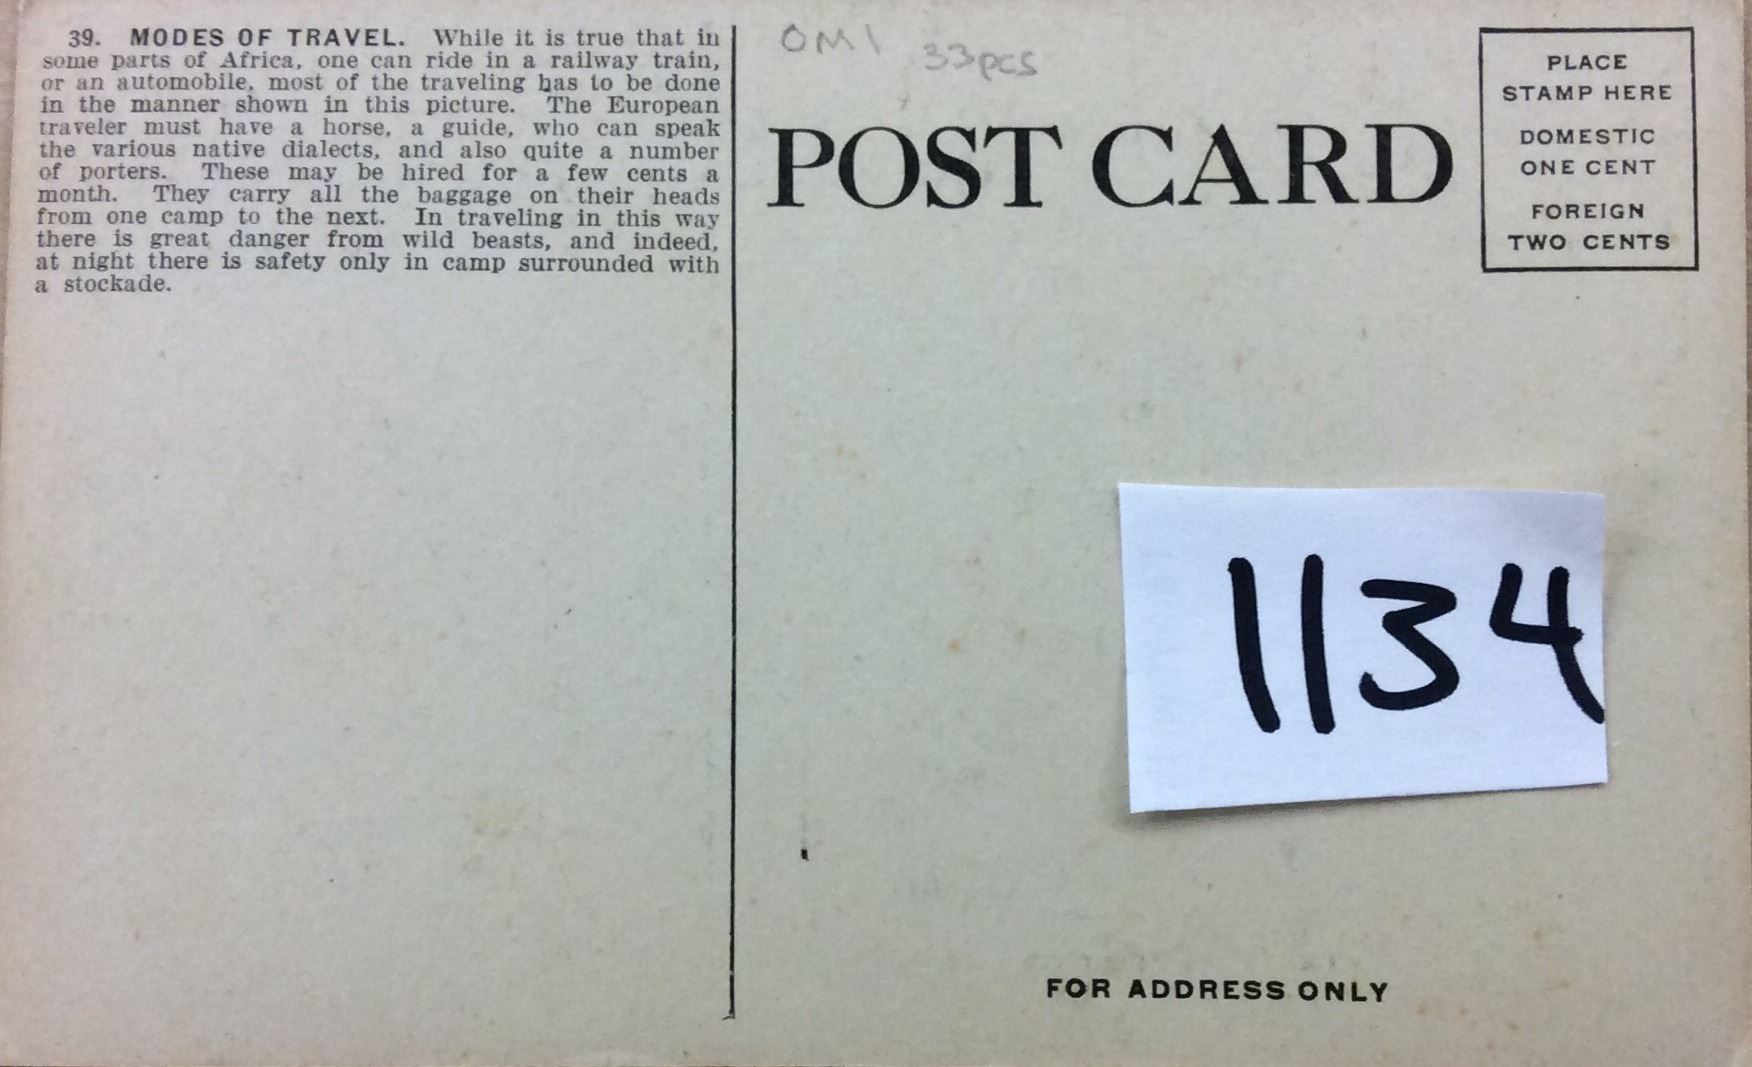 39. MODES OF TRAVEL. While it is true that in
some parts of Africa, one can ride in a railway train,
or an automobile, most of the traveling has to be done
in the manner shown in this picture. The European
traveler must have a horse, a guide, who can speak
the various native dialects, and also quite a number
of porters. These may be hired for a few cents a
month. They carry all the baggage on their heads
from one camp to the next. In traveling in this way
there is great danger from wild beasts, and indeed,
at night there is safety only in camp surrounded with
a stockade.
OM1 33pcs
POST CARD
PLACE
STAMP HERE
DOMESTIC
ONE CENT
FOREIGN
TWO CENTS
1134
FOR ADDRESS ONLY